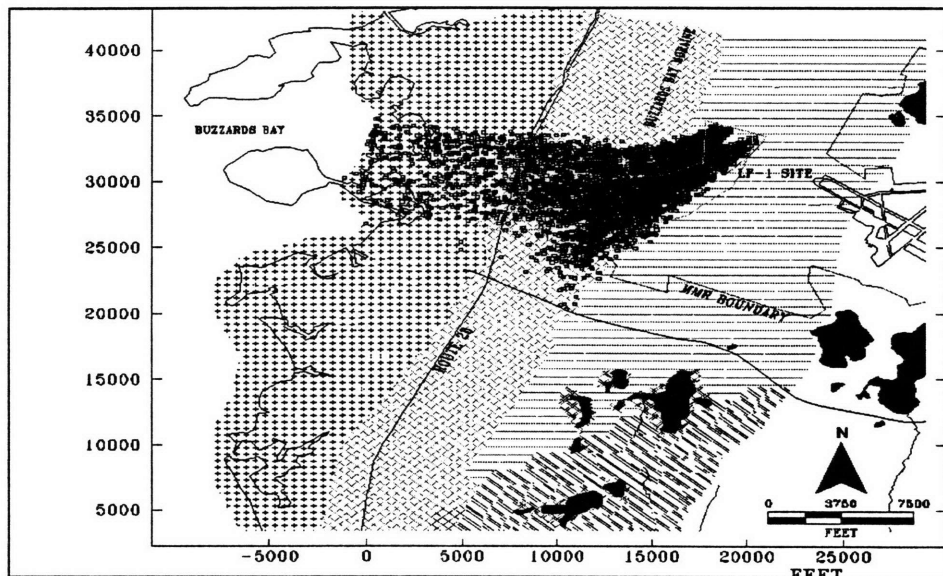 40000
35000
30000
25000
20000
15000
10000
5000
-5000
0
5000
10000
15000
20000
25000
FEET
BUZZARDS BAY
BUZZARDS BAY MORAINE
LF-1 SITE
MMR BOUNDARY
ROUTE 28
N
0 3750 7500
FEET